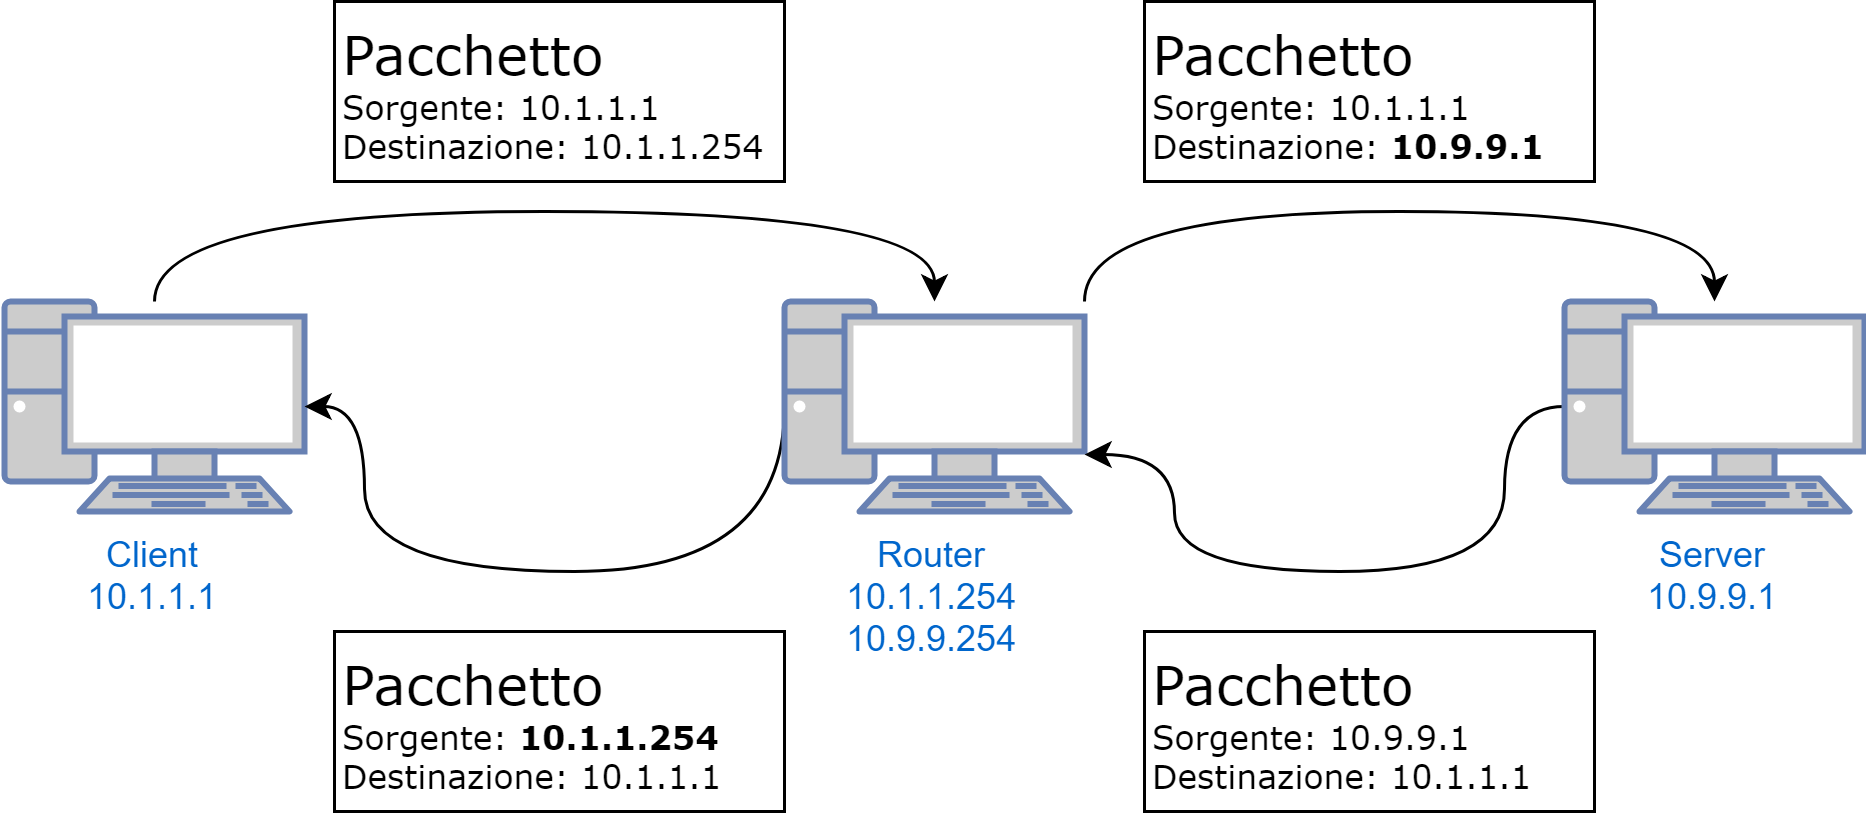 Pacchetto
Sorgente: 10.1.1.1
Destinazione: 10.1.1.254
Pacchetto
Sorgente: 10.1.1.1
Destinazione: 10.9.9.1
Client
10.1.1.1
Router
10.1.1.254
10.9.9.254
Server
10.9.9.1
Pacchetto
Sorgente: 10.1.1.254
Destinazione: 10.1.1.1
Pacchetto
Sorgente: 10.9.9.1
Destinazione: 10.1.1.1